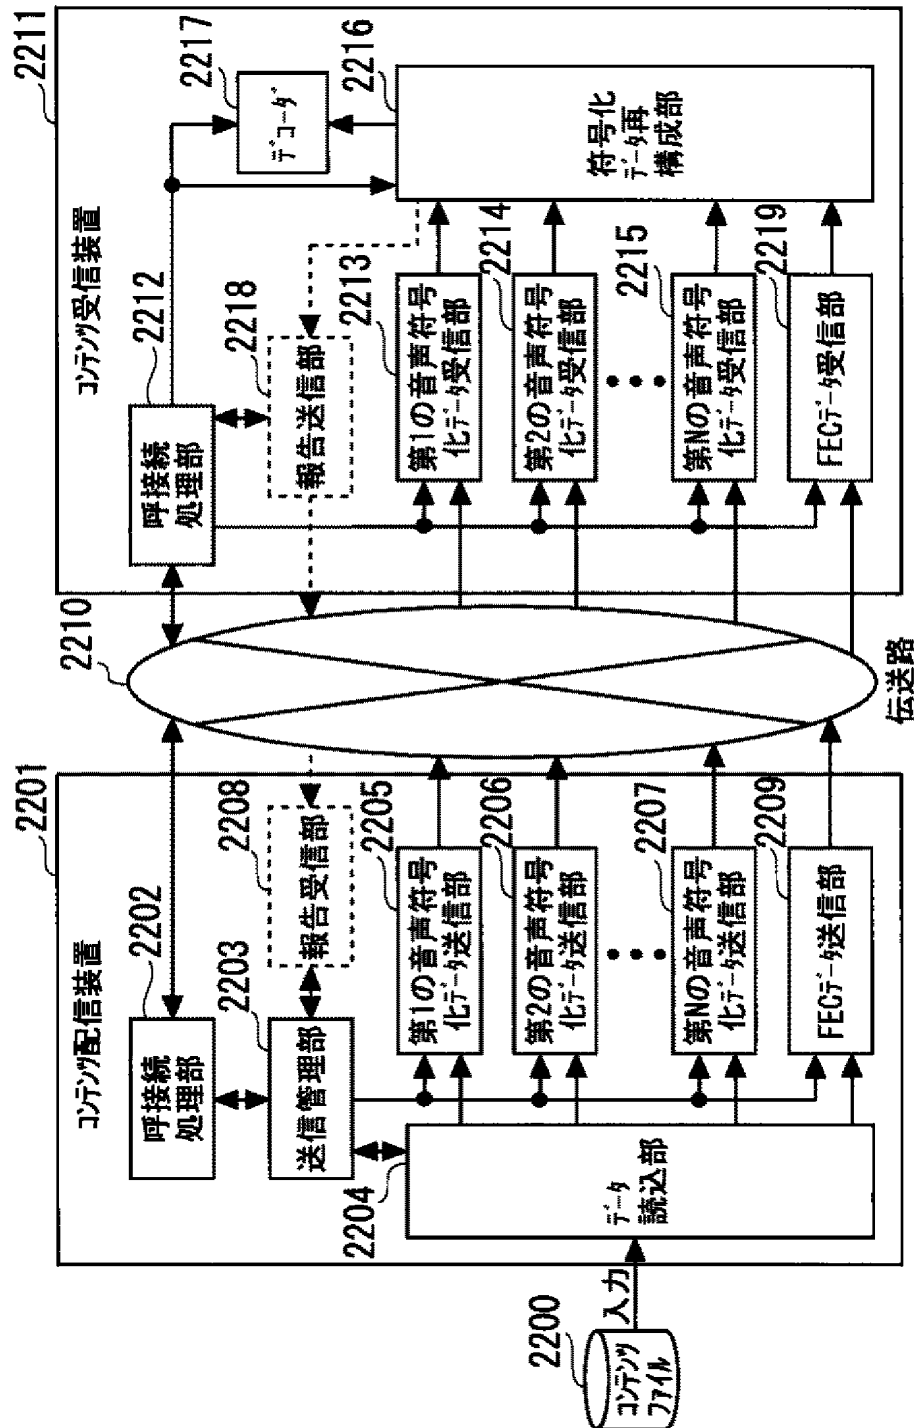 2200
コンテンツ
ファイル
入力
2201
コンテンツ配信装置
2202
呼接続
処理部
2203
送信管理部
2204
データ
読込部
2208
報告受信部
2205
第1の音声符号
化データ送信部
2206
第2の音声符号
化データ送信部
2207
第Nの音声符号
化データ送信部
2209
FECデータ送信部
2210
伝送路
2211
コンテンツ受信装置
2212
呼接続
処理部
2218
報告送信部
2213
第1の音声符号
化データ受信部
2214
第2の音声符号
化データ受信部
2215
第Nの音声符号
化データ受信部
2219
FECデータ受信部
2217
デコーダ
2216
符号化
データ再
構成部